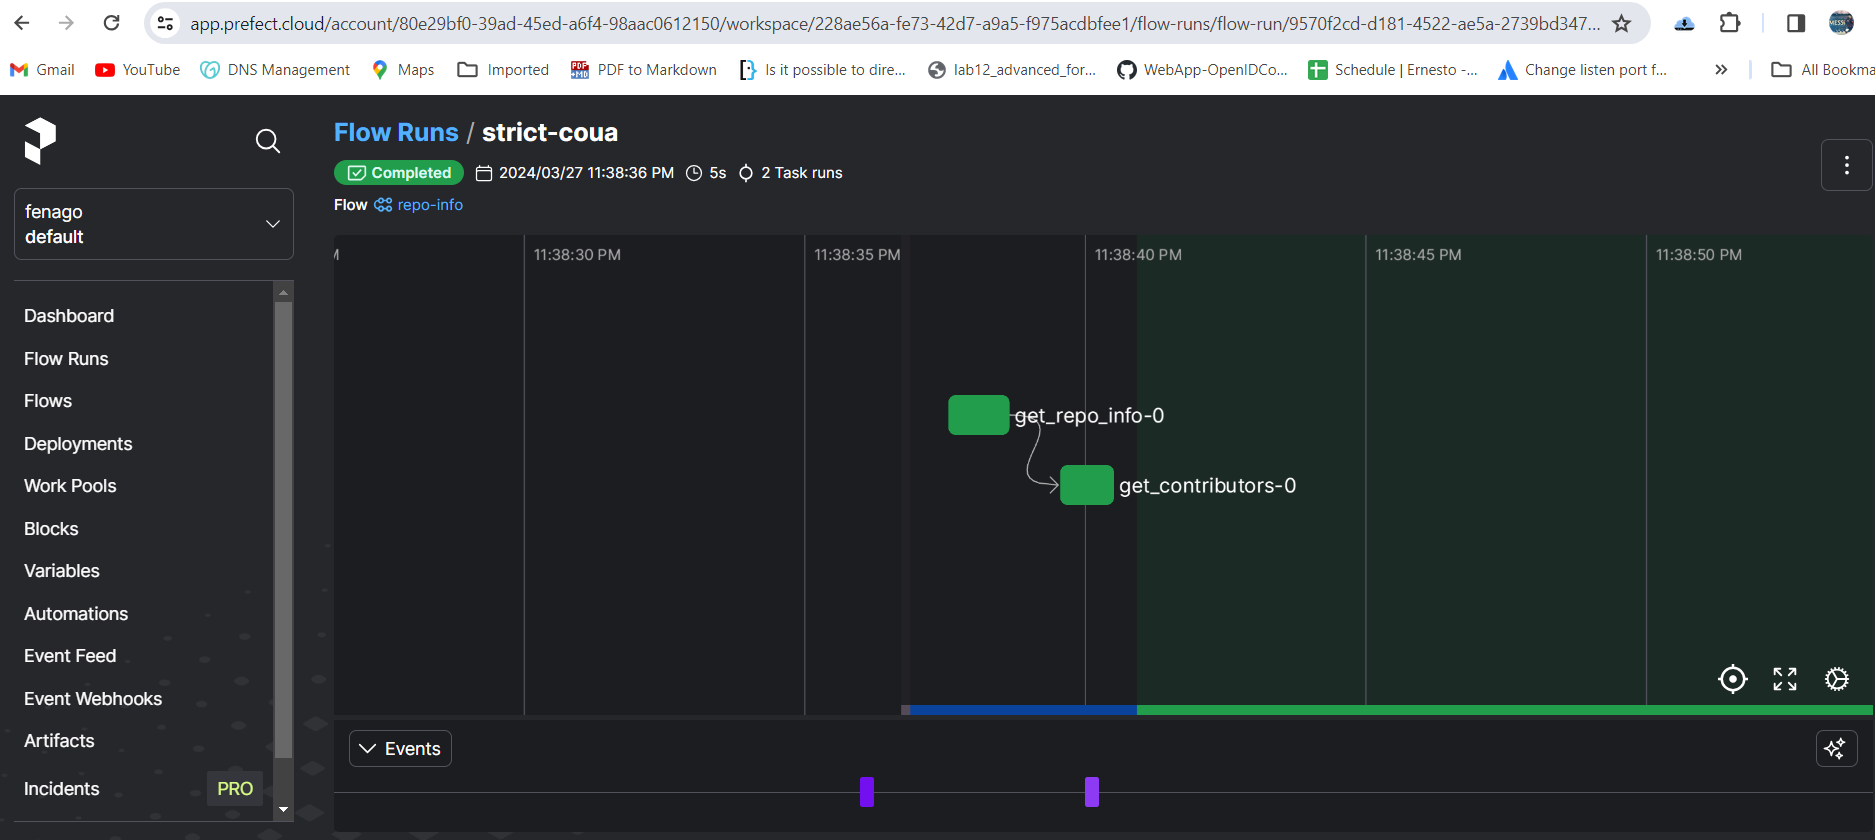 app.prefect.cloud/account/80e29bf0-39ad-45ed-a6f4-98aac0612150/workspace/228ae56a-fe73-42d7-a9a5-f975acdbfee1/flow-runs/flow-run/9570f2cd-d181-4522-ae5a-2739bd347...
Gmail YouTube DNS Management Maps Imported PDF to Markdown Is it possible to dire... lab12_advanced_for... WebApp-OpenIDCo... Schedule | Ernesto -... Change listen port f... » All Bookma
Flow Runs / strict-coua
Completed 2024/03/27 11:38:36 PM 5s 2 Task runs
Flow repo-info
fenago
default
Dashboard
Flow Runs
Flows
Deployments
Work Pools
Blocks
Variables
Automations
Event Feed
Event Webhooks
Artifacts
Incidents PRO
M 11:38:30 PM 11:38:35 PM 11:38:40 PM 11:38:45 PM 11:38:50 PM
get_repo_info-0
get_contributors-0
Events